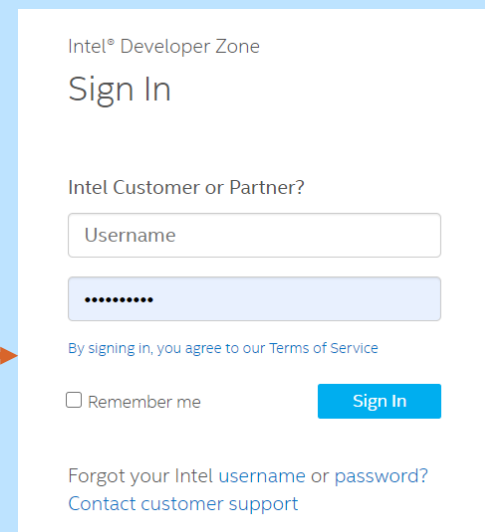 Intel® Developer Zone
Sign In
Intel Customer or Partner?
Username
••••••••••
By signing in, you agree to our Terms of Service
Remember me
Sign In
Forgot your Intel username or password?
Contact customer support